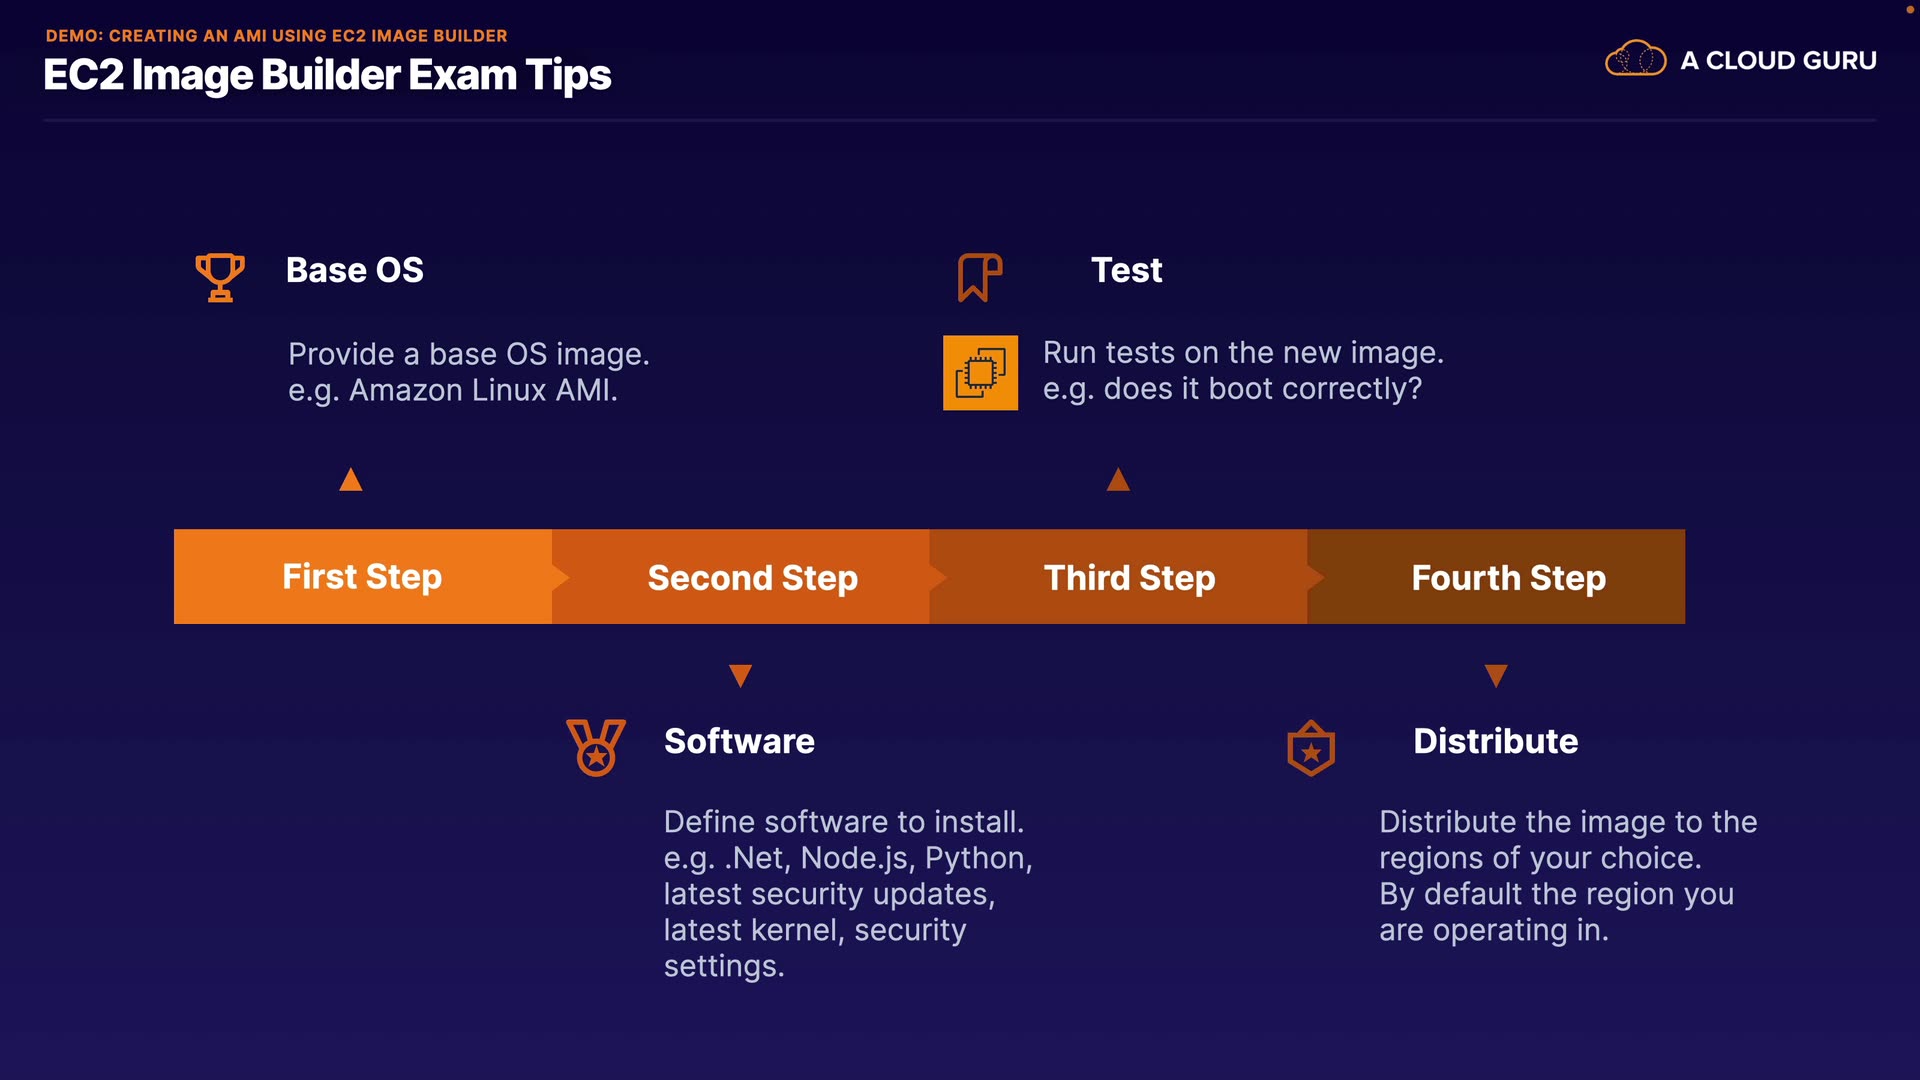 DEMO: CREATING AN AMI USING EC2 IMAGE BUILDER
EC2 Image Builder Exam Tips
A CLOUD GURU
Base OS
Provide a base OS image.
e.g. Amazon Linux AMI.
Test
Run tests on the new image.
e.g. does it boot correctly?
First Step
Second Step
Third Step
Fourth Step
Software
Define software to install.
e.g. .Net, Node.js, Python,
latest security updates,
latest kernel, security
settings.
Distribute
Distribute the image to the
regions of your choice.
By default the region you
are operating in.